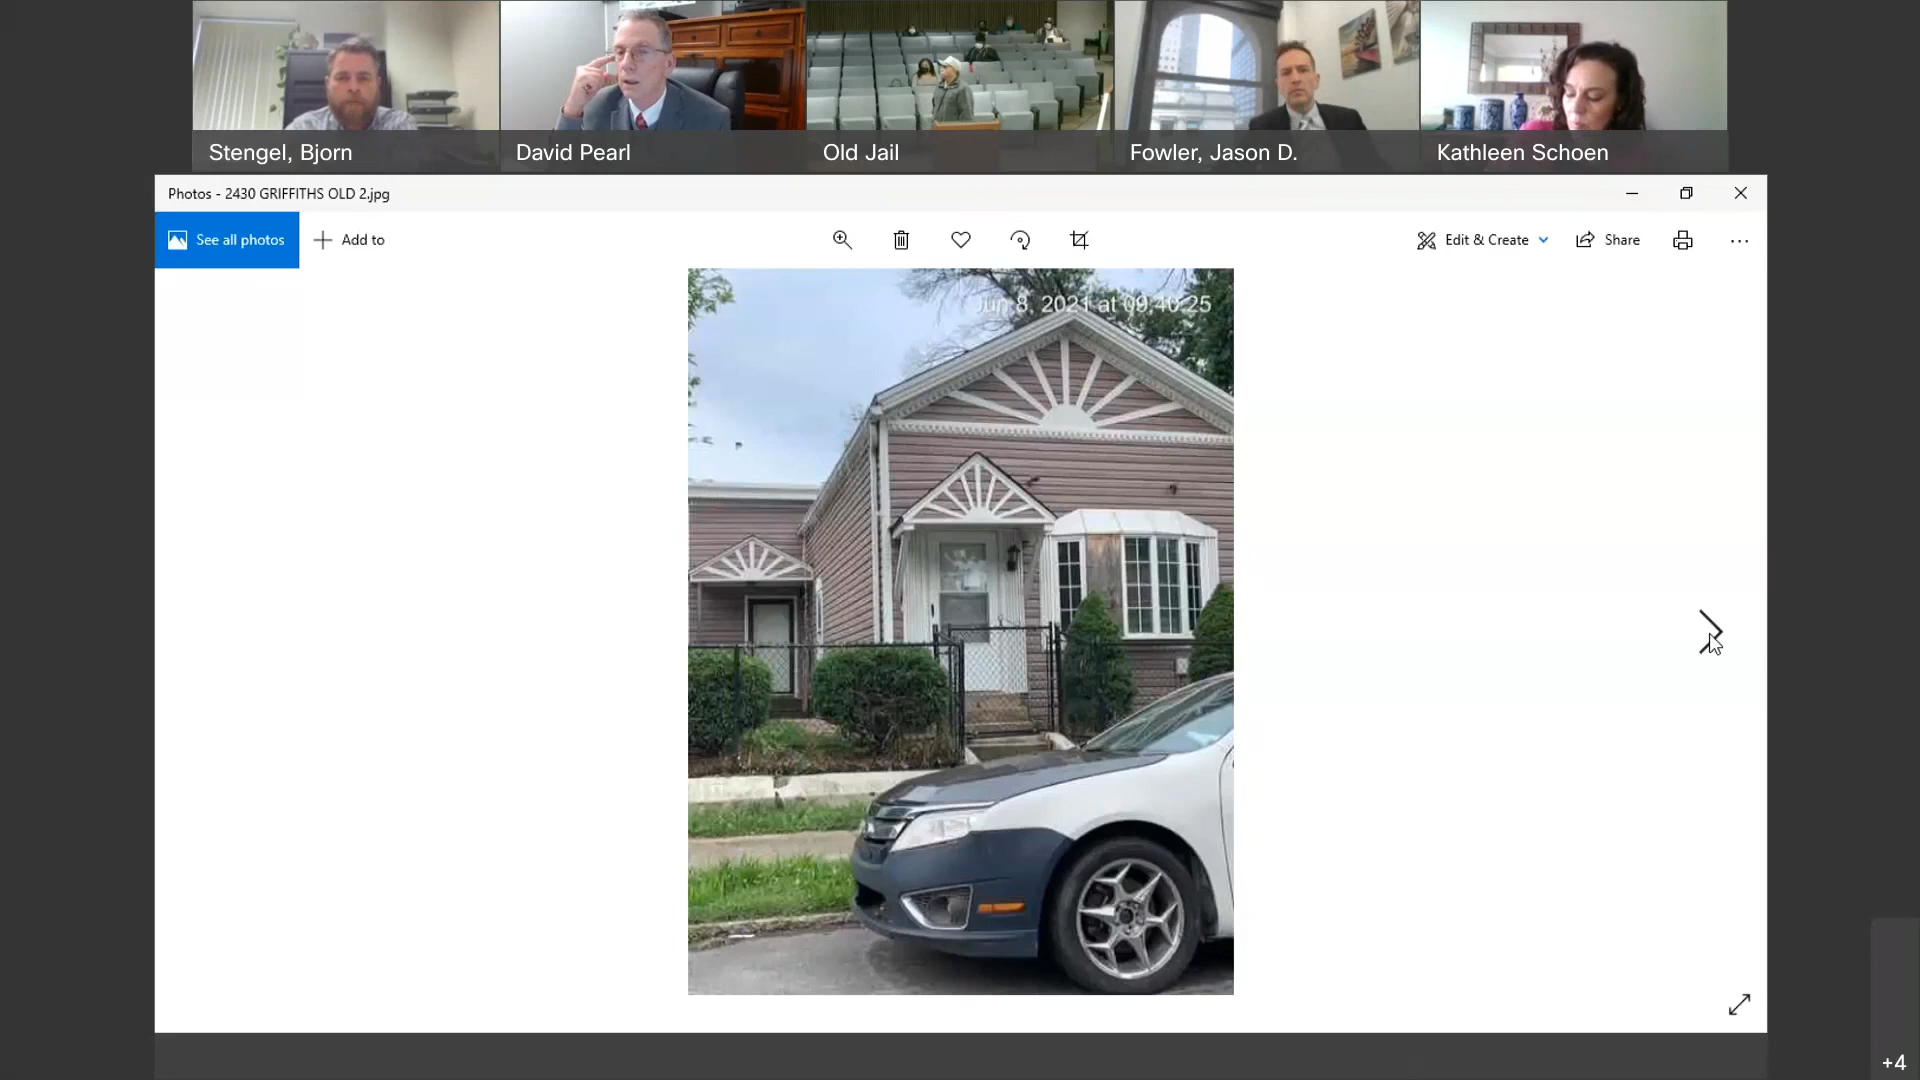 Stengel, Bjorn
David Pearl
Old Jail
Fowler, Jason D.
Kathleen Schoen
Photos - 2430 GRIFFITHS OLD 2.jpg
See all photos
Add to
Edit & Create
Share
Jun 8, 2021 at 09:40:25
+4